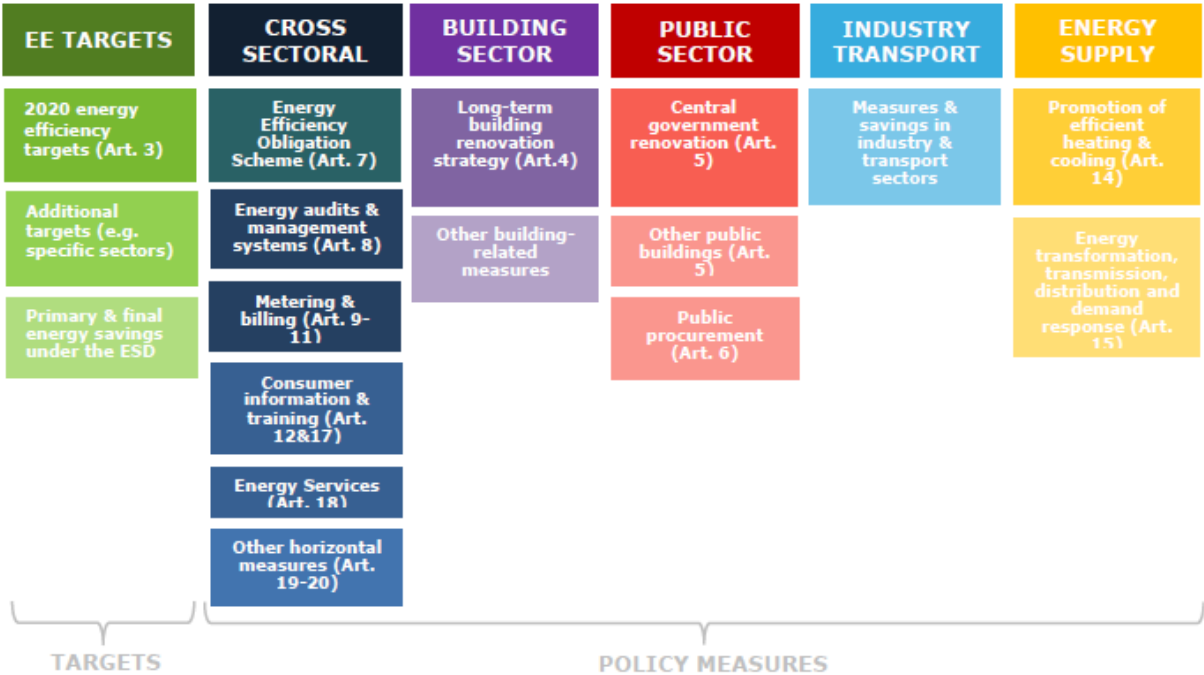 EE TARGETS
2020 energy
efficiency
targets (Art. 3)
Additional
targets (e.g.
specific sectors)
Primary & final
energy savings
under the ESD
CROSS
SECTORAL
Energy
Efficiency
Obligation
Scheme (Art. 7)
Energy audits &
management
systems (Art. 8)
Metering &
billing (Art. 9-
11)
Consumer
information &
training (Art.
12&17)
Energy Services
(Art. 18)
Other horizontal
measures (Art.
19-20)
BUILDING
SECTOR
Long-term
building
renovation
strategy (Art.4)
Other building-
related
measures
PUBLIC
SECTOR
Central
government
renovation (Art.
5)
Other public
buildings (Art.
5)
Public
procurement
(Art. 6)
INDUSTRY
TRANSPORT
Measures &
savings in
industry &
transport
sectors
ENERGY
SUPPLY
Promotion of
efficient
heating &
cooling (Art.
14)
Energy
transformation,
transmission,
distribution and
demand
response (Art.
15)
TARGETS
POLICY MEASURES